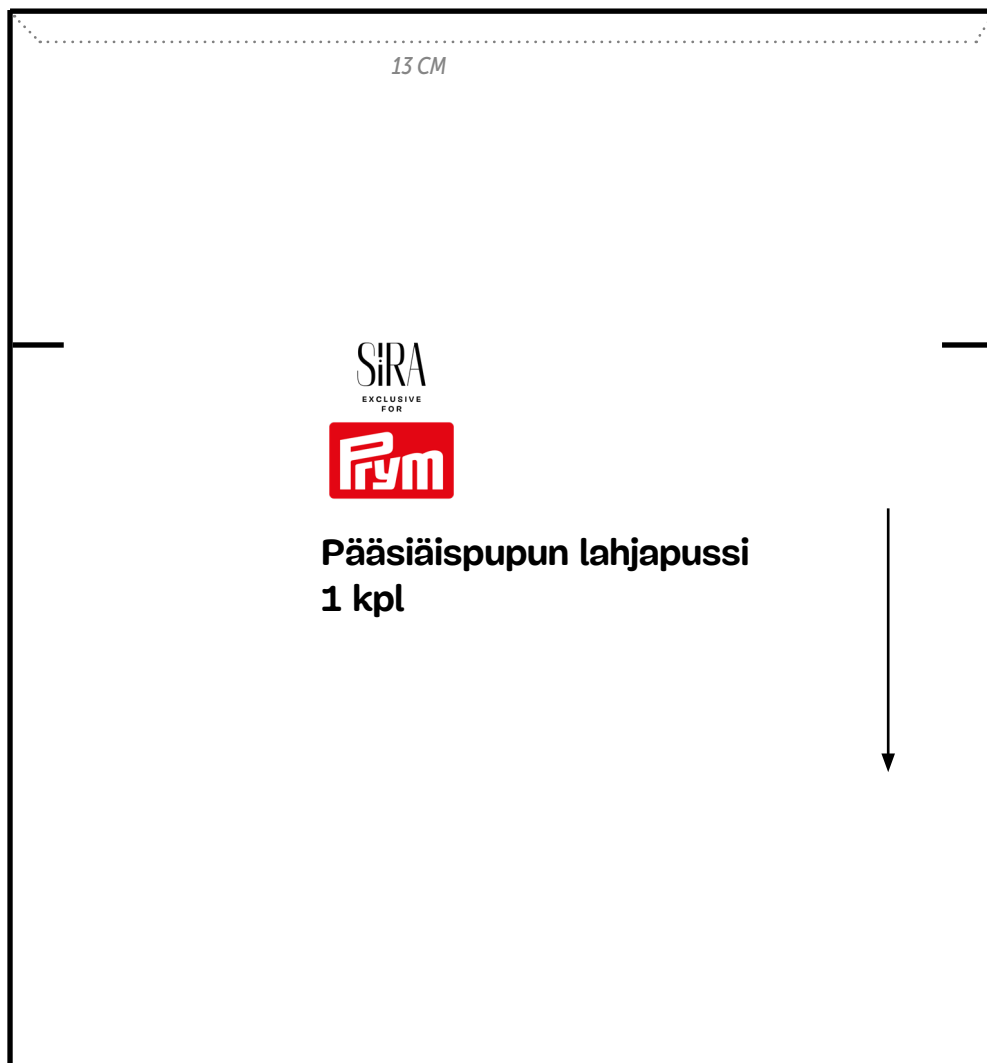 13 CM
SiRA
EXCLUSIVE
FOR
Prym
Pääsiäispupun lahjapussi
1 kpl